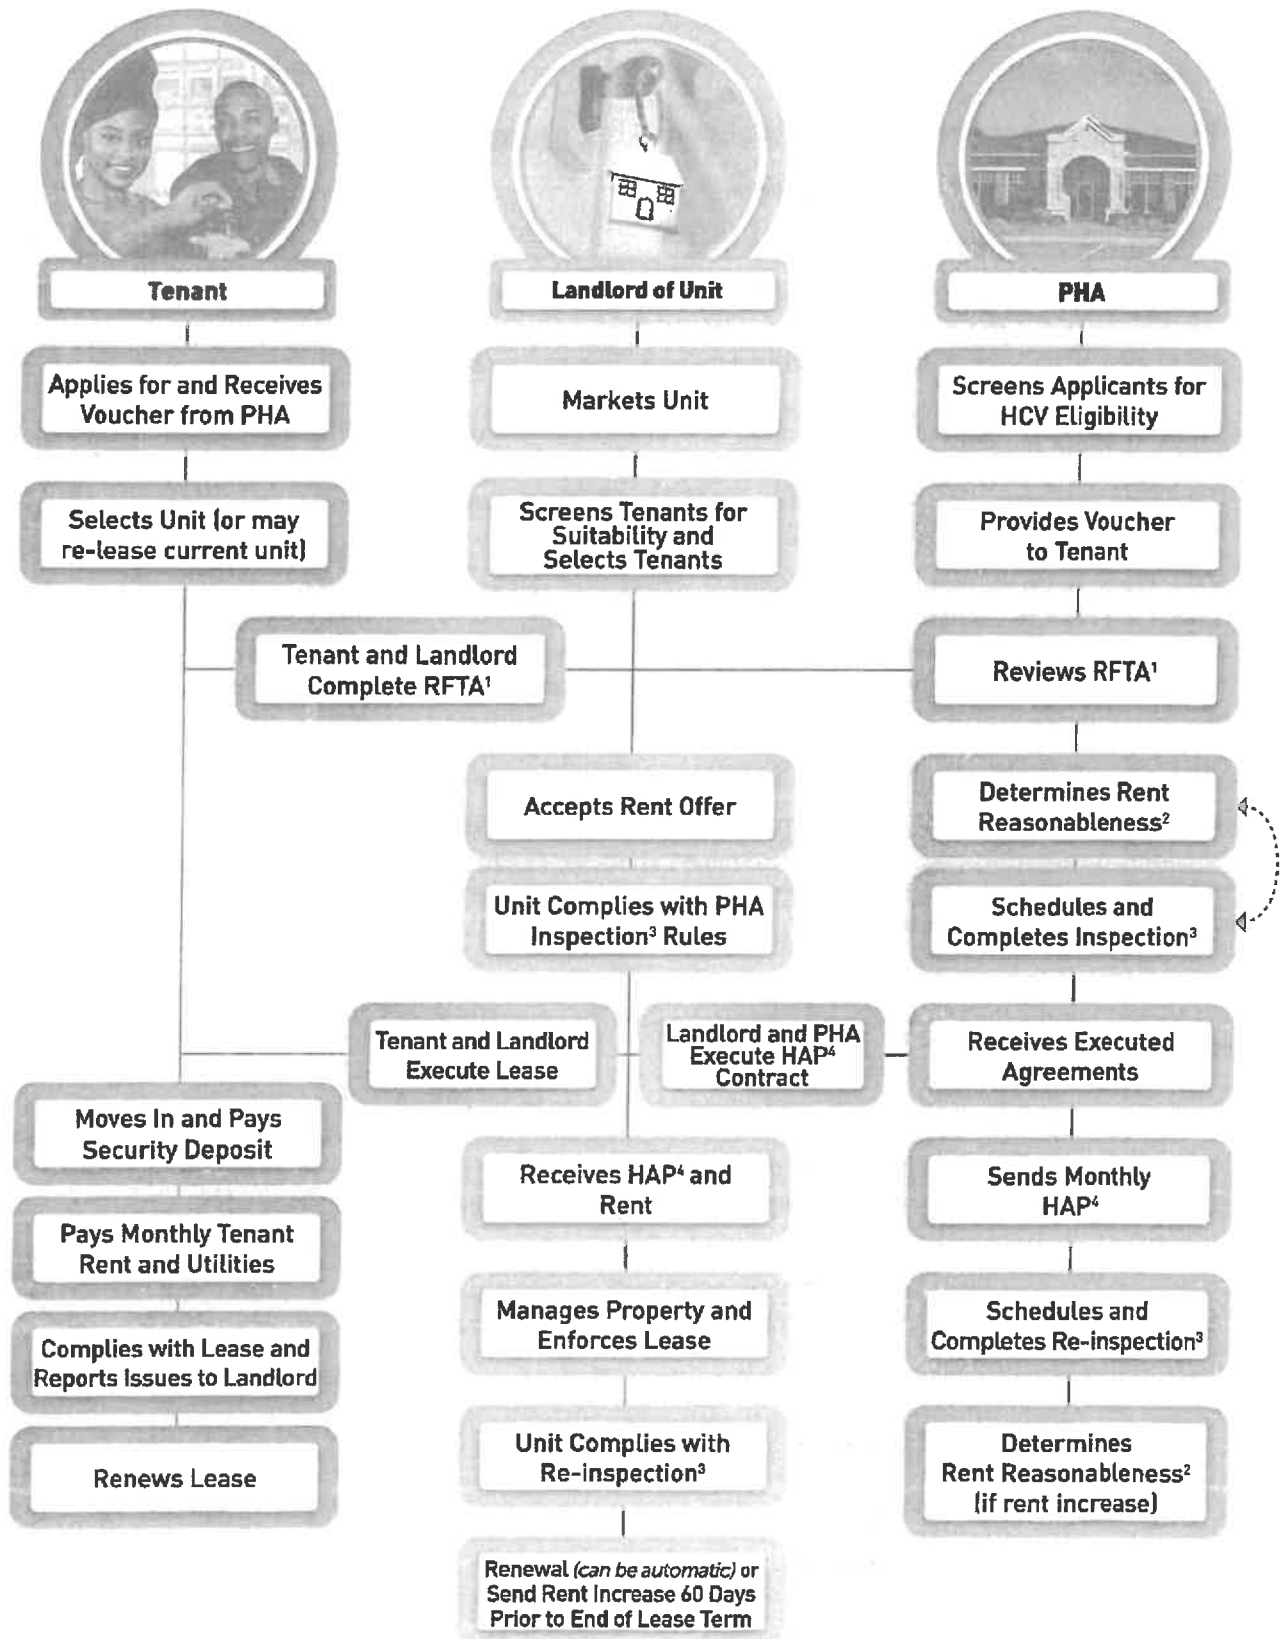 Tenant
Landlord of Unit
PHA
Applies for and Receives
Voucher from PHA
Markets Unit
Screens Applicants for
HCV Eligibility
Selects Unit (or may
re-lease current unit)
Screens Tenants for
Suitability and
Selects Tenants
Provides Voucher
to Tenant
Tenant and Landlord
Complete RFTA¹
Reviews RFTA¹
Accepts Rent Offer
Determines Rent
Reasonableness²
Unit Complies with PHA
Inspection³ Rules
Schedules and
Completes Inspection³
Tenant and Landlord
Execute Lease
Landlord and PHA
Execute HAP⁴
Contract
Receives Executed
Agreements
Moves In and Pays
Security Deposit
Receives HAP⁴ and
Rent
Sends Monthly
HAP⁴
Pays Monthly Tenant
Rent and Utilities
Manages Property and
Enforces Lease
Schedules and
Completes Re-inspection³
Complies with Lease and
Reports Issues to Landlord
Unit Complies with
Re-inspection³
Determines
Rent Reasonableness²
(if rent increase)
Renews Lease
Renewal (can be automatic) or
Send Rent Increase 60 Days
Prior to End of Lease Term